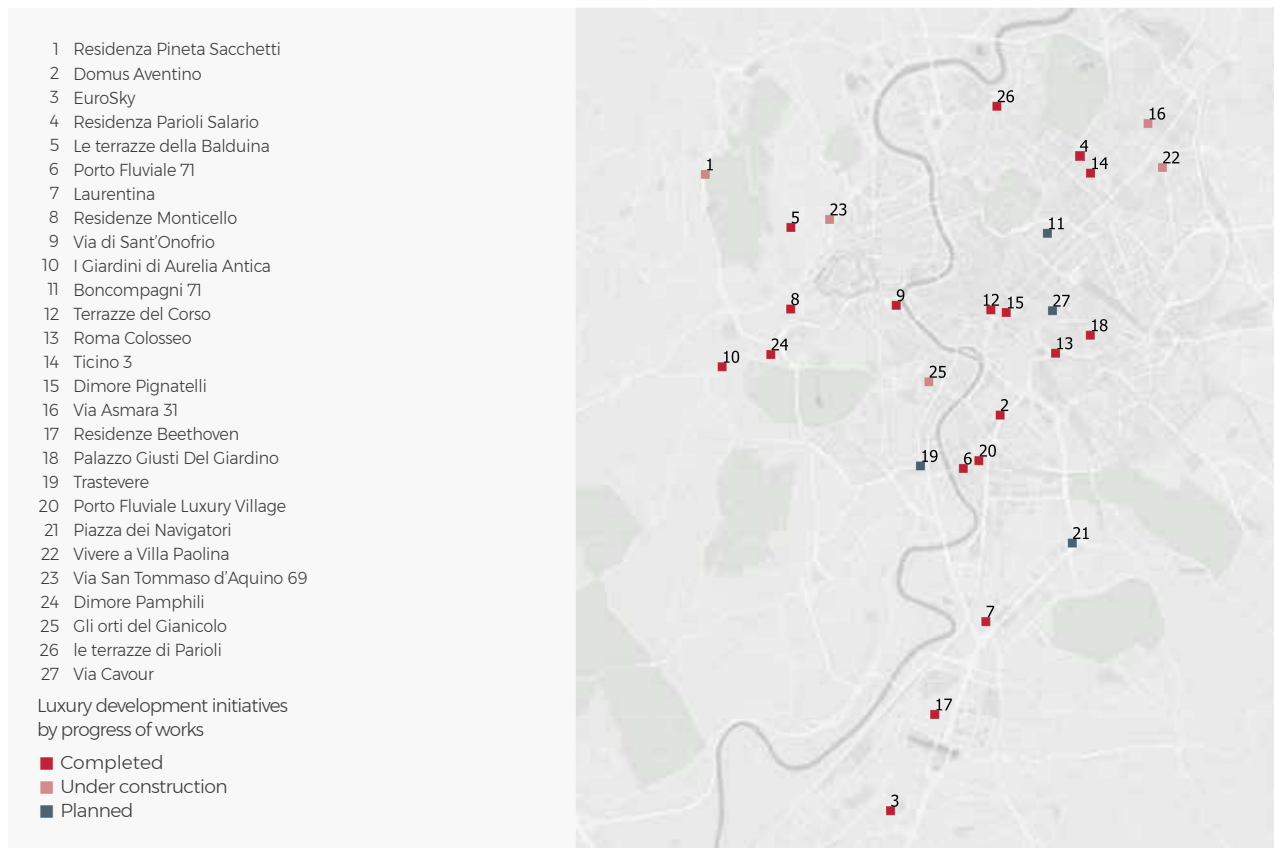 1 Residenza Pineta Sacchetti
2 Domus Aventino
3 EuroSky
4 Residenza Parioli Salario
5 Le terrazze della Balduina
6 Porto Fluviale 71
7 Laurentina
8 Residenze Monticello
9 Via di Sant’Onofrio
10 I Giardini di Aurelia Antica
11 Boncompagni 71
12 Terrazze del Corso
13 Roma Colosseo
14 Ticino 3
15 Dimore Pignatelli
16 Via Asmara 31
17 Residenze Beethoven
18 Palazzo Giusti Del Giardino
19 Trastevere
20 Porto Fluviale Luxury Village
21 Piazza dei Navigatori
22 Vivere a Villa Paolina
23 Via San Tommaso d’Aquino 69
24 Dimore Pamphili
25 Gli orti del Gianicolo
26 le terrazze di Parioli
27 Via Cavour
Luxury development initiatives
by progress of works
Completed
Under construction
Planned
26
16
4
22
14
1
23
5
11
9
8
12
15
27
18
24
13
10
25
2
20
19
6
21
7
17
3